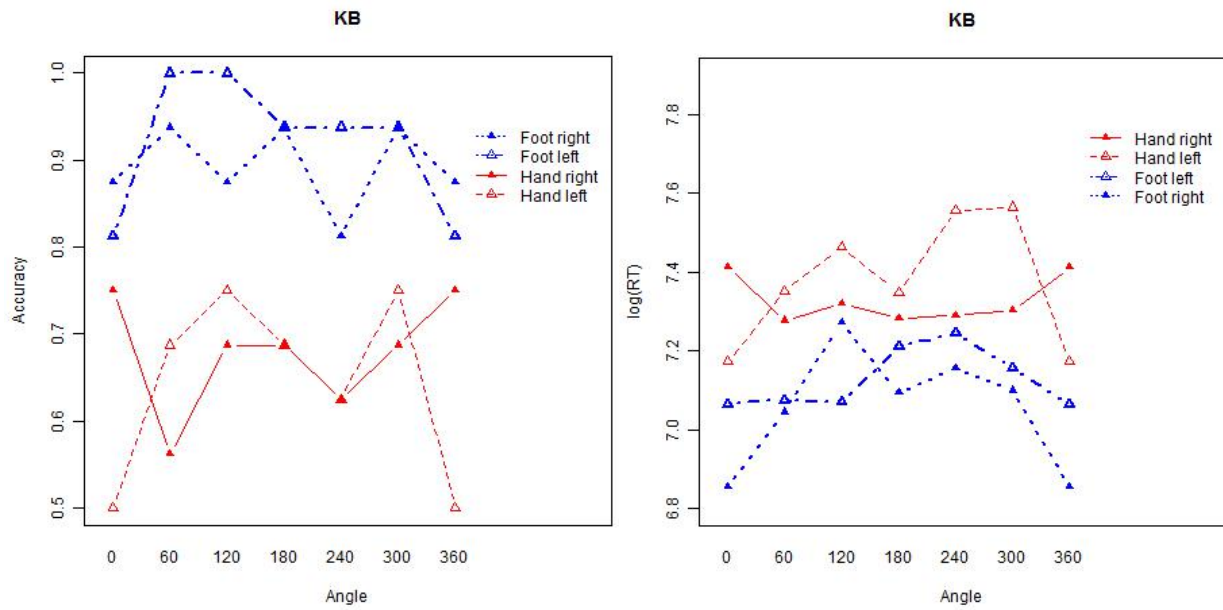 KB
Accuracy
1.0
0.9
0.8
0.7
0.6
0.5
Foot right
Foot left
Hand right
Hand left
0 60 120 180 240 300 360
Angle
KB
log(RT)
7.8
7.6
7.4
7.2
7.0
6.8
Hand right
Hand left
Foot left
Foot right
0 60 120 180 240 300 360
Angle